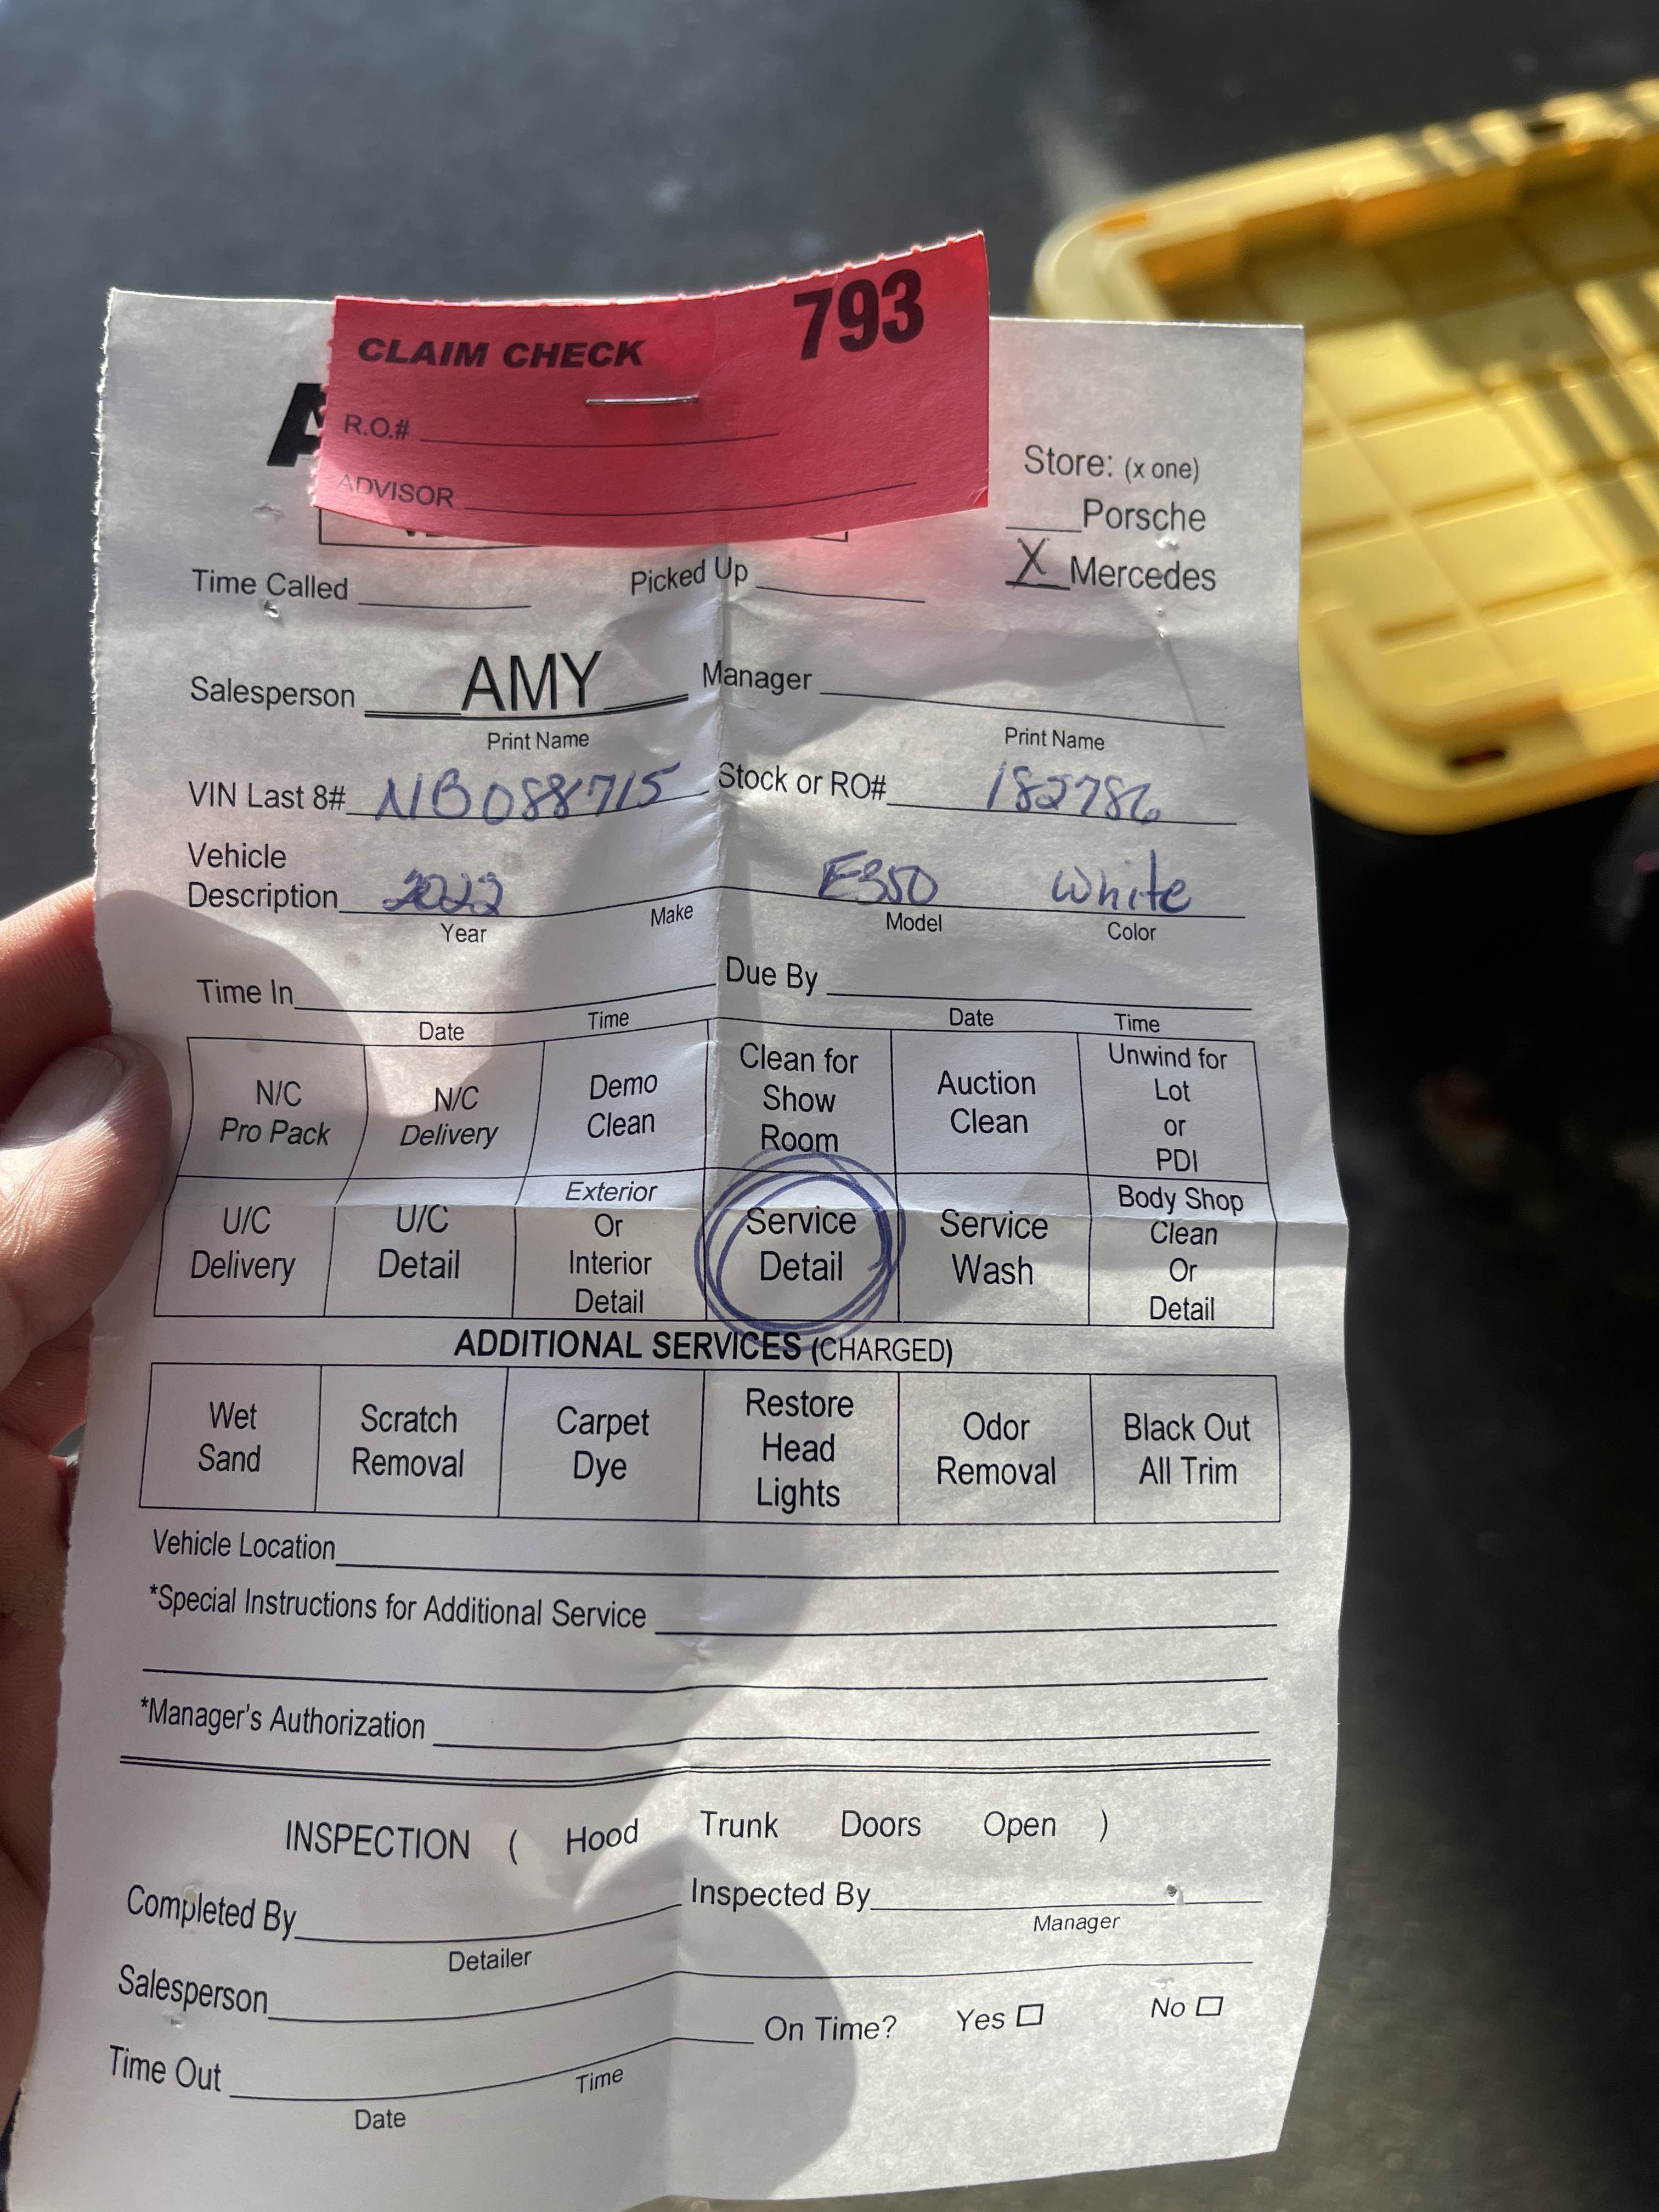 CLAIM CHECK 793
R.O.#
ADVISOR
Store: (x one)
Porsche
X Mercedes
Time Called Picked Up
Salesperson AMY Manager
Print Name Print Name
VIN Last 8# NB088715 Stock or RO# 182786
Vehicle
Description 2022 E350 White
Year Make Model Color
Time In Due By
Date Time Date Time
N/C Pro Pack
N/C Delivery
Demo Clean
Clean for Show Room
Auction Clean
Unwind for Lot or PDI
U/C Delivery
U/C Detail
Exterior Or Interior Detail
Service Detail
Service Wash
Body Shop Clean Or Detail
ADDITIONAL SERVICES (CHARGED)
Wet Sand
Scratch Removal
Carpet Dye
Restore Head Lights
Odor Removal
Black Out All Trim
Vehicle Location
*Special Instructions for Additional Service
*Manager's Authorization
INSPECTION ( Hood Trunk Doors Open )
Completed By Inspected By
Detailer Manager
Salesperson
On Time? Yes No
Time Out
Date Time